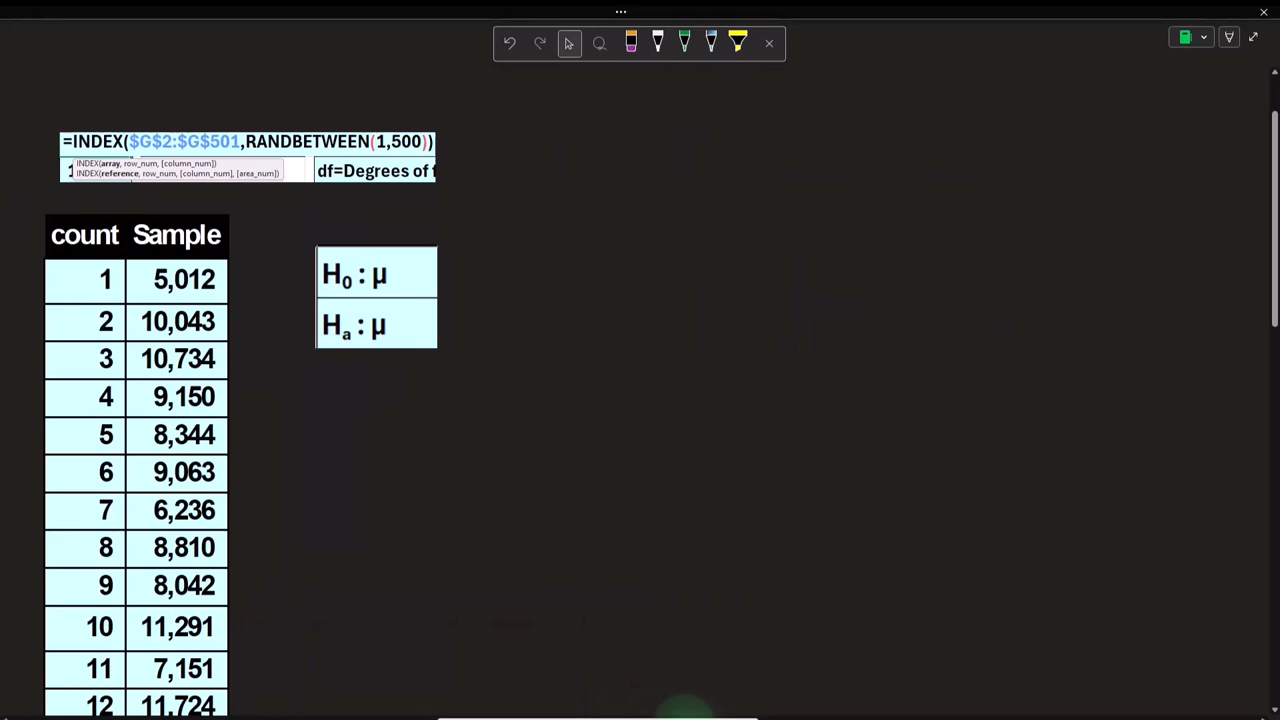 =INDEX($G$2:$G$501,RANDBETWEEN(1,500))
INDEX(array, row_num, [column_num])
INDEX(reference, row_num, [column_num], [area_num])
df=Degrees of
count Sample
1 5,012
2 10,043
3 10,734
4 9,150
5 8,344
6 9,063
7 6,236
8 8,810
9 8,042
10 11,291
11 7,151
12 11,724
H₀ : µ
Hₐ : µ